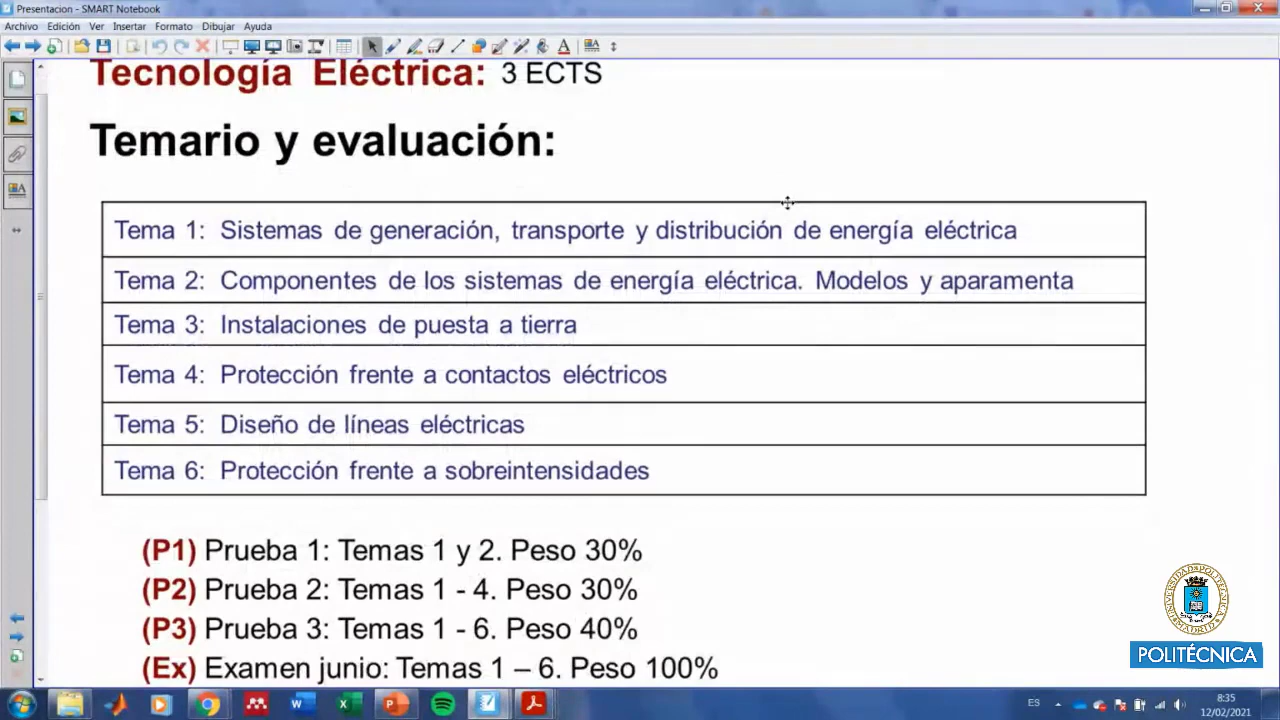 Presentacion - SMART Notebook
Archivo Edición Ver Insertar Formato Dibujar Ayuda
Tecnología Eléctrica: 3 ECTS
Temario y evaluación:
Tema 1: Sistemas de generación, transporte y distribución de energía eléctrica
Tema 2: Componentes de los sistemas de energía eléctrica. Modelos y aparamenta
Tema 3: Instalaciones de puesta a tierra
Tema 4: Protección frente a contactos eléctricos
Tema 5: Diseño de líneas eléctricas
Tema 6: Protección frente a sobreintensidades
(P1) Prueba 1: Temas 1 y 2. Peso 30%
(P2) Prueba 2: Temas 1 - 4. Peso 30%
(P3) Prueba 3: Temas 1 - 6. Peso 40%
(Ex) Examen junio: Temas 1 – 6. Peso 100%
POLITÉCNICA
ES
8:35
12/02/2021